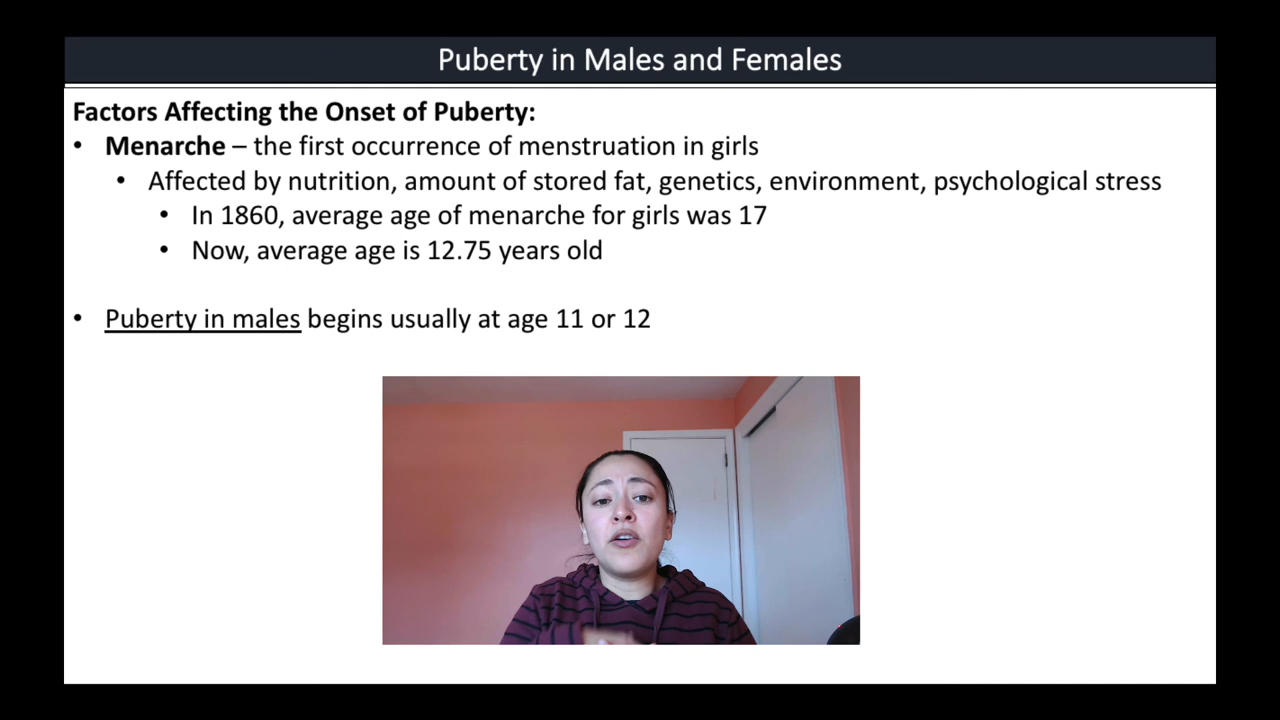 Puberty in Males and Females
Factors Affecting the Onset of Puberty:
• Menarche – the first occurrence of menstruation in girls
• Affected by nutrition, amount of stored fat, genetics, environment, psychological stress
• In 1860, average age of menarche for girls was 17
• Now, average age is 12.75 years old
• Puberty in males begins usually at age 11 or 12